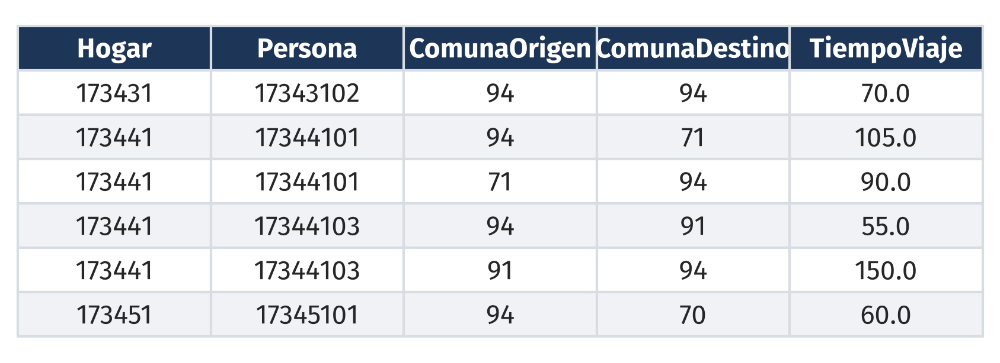 Hogar Persona ComunaOrigen ComunaDestino TiempoViaje
173431 17343102 94 94 70.0
173441 17344101 94 71 105.0
173441 17344101 71 94 90.0
173441 17344103 94 91 55.0
173441 17344103 91 94 150.0
173451 17345101 94 70 60.0